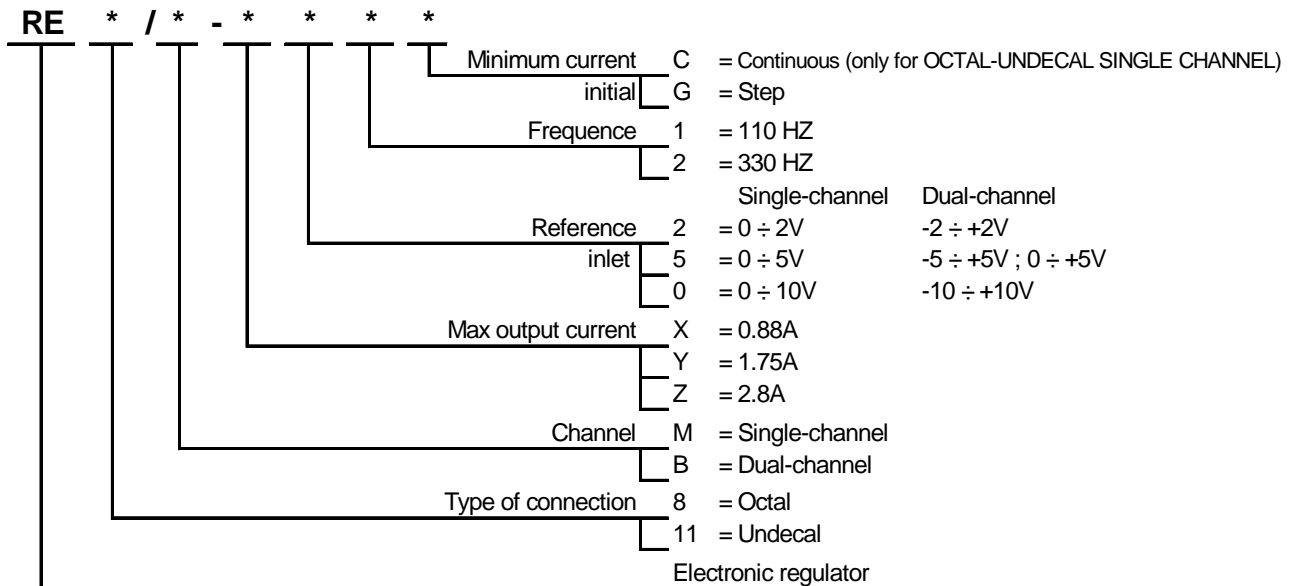 RE * / * - * * * *
Minimum current C = Continuous (only for OCTAL-UNDECAL SINGLE CHANNEL)
initial G = Step
Frequence 1 = 110 HZ
2 = 330 HZ
Single-channel Dual-channel
Reference 2 = 0 ÷ 2V -2 ÷ +2V
inlet 5 = 0 ÷ 5V -5 ÷ +5V ; 0 ÷ +5V
0 = 0 ÷ 10V -10 ÷ +10V
Max output current X = 0.88A
Y = 1.75A
Z = 2.8A
Channel M = Single-channel
B = Dual-channel
Type of connection 8 = Octal
11 = Undecal
Electronic regulator